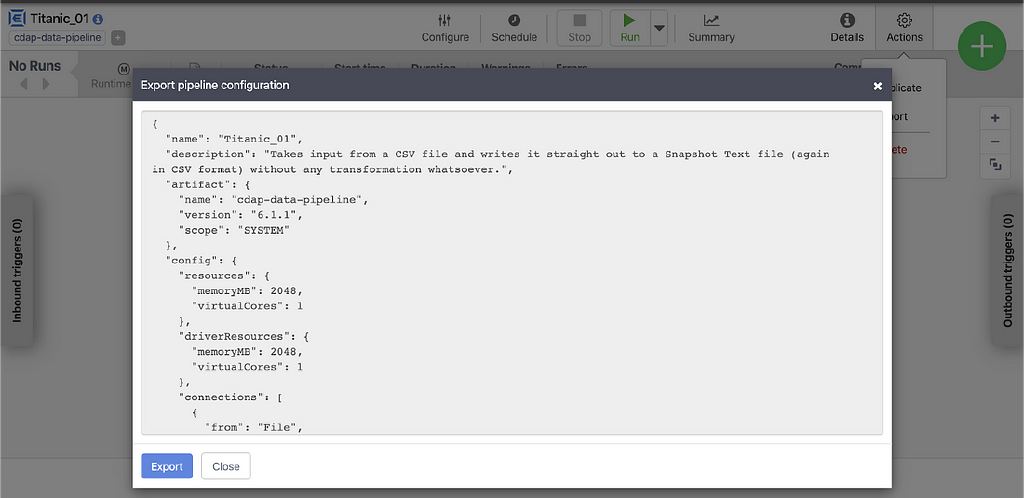 Titanic_01
cdap-data-pipeline
Configure
Schedule
Stop
Run
Summary
Details
Actions
No Runs
Runtime
Status
Start time
Duration
Warnings
Errors
plicate
ort
ete
Export pipeline configuration
{
"name": "Titanic_01",
"description": "Takes input from a CSV file and writes it straight out to a Snapshot Text file (again
in CSV format) without any transformation whatsoever.",
"artifact": {
"name": "cdap-data-pipeline",
"version": "6.1.1",
"scope": "SYSTEM"
},
"config": {
"resources": {
"memoryMB": 2048,
"virtualCores": 1
},
"driverResources": {
"memoryMB": 2048,
"virtualCores": 1
},
"connections": [
{
"from": "File",
Export
Close
Inbound triggers (0)
Outbound triggers (0)